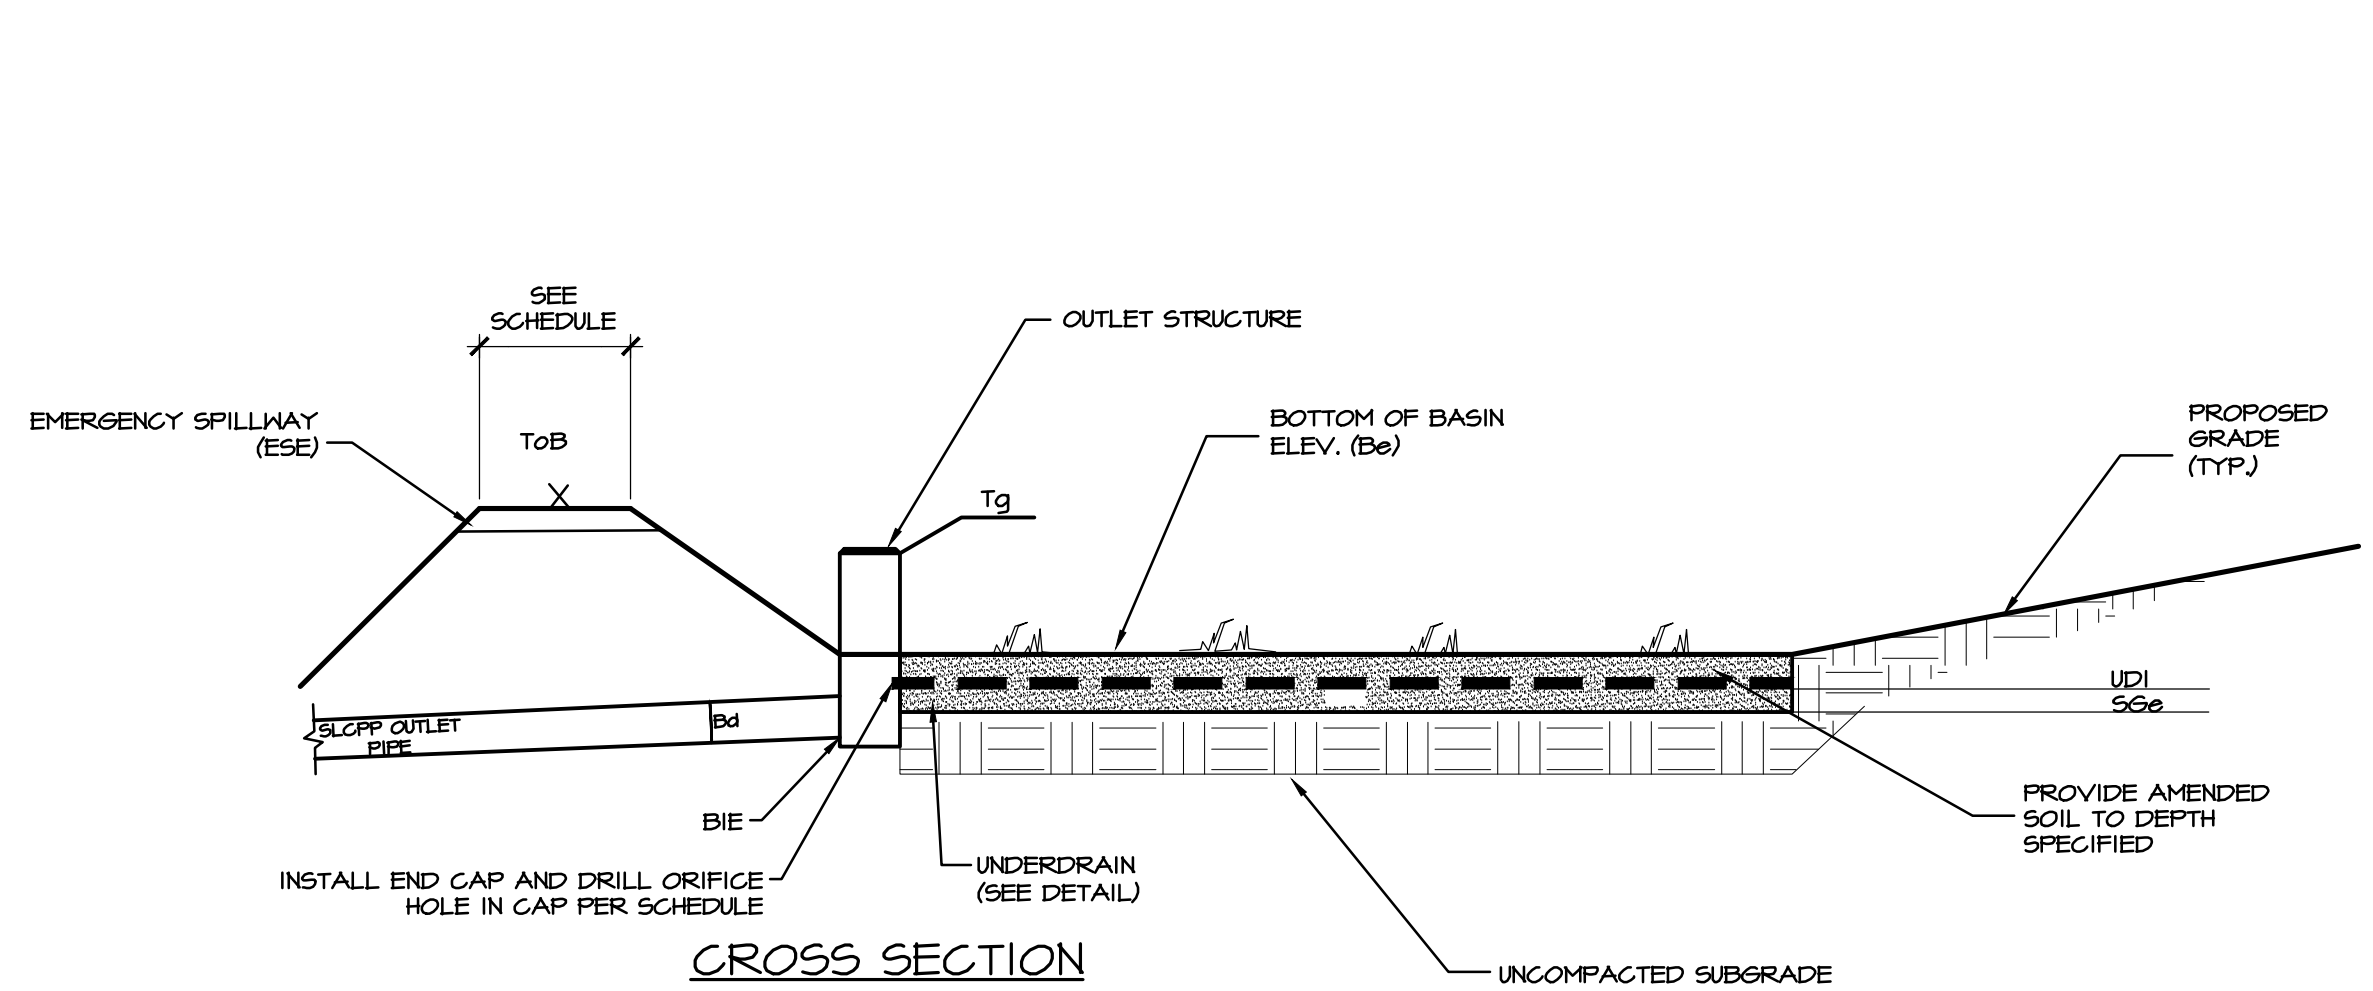 SEE
SCHEDULE
OUTLET STRUCTURE
EMERGENCY SPILLWAY
(ESE)
ToB
BOTTOM OF BASIN
ELEV. (Be)
PROPOSED
GRADE
(TYP.)
Tg
UDI
SGe
SLCPP OUTLET
PIPE
Bd
BIE
PROVIDE AMENDED
SOIL TO DEPTH
SPECIFIED
INSTALL END CAP AND DRILL ORIFICE
HOLE IN CAP PER SCHEDULE
UNDERDRAIN
(SEE DETAIL)
CROSS SECTION
UNCOMPACTED SUBGRADE